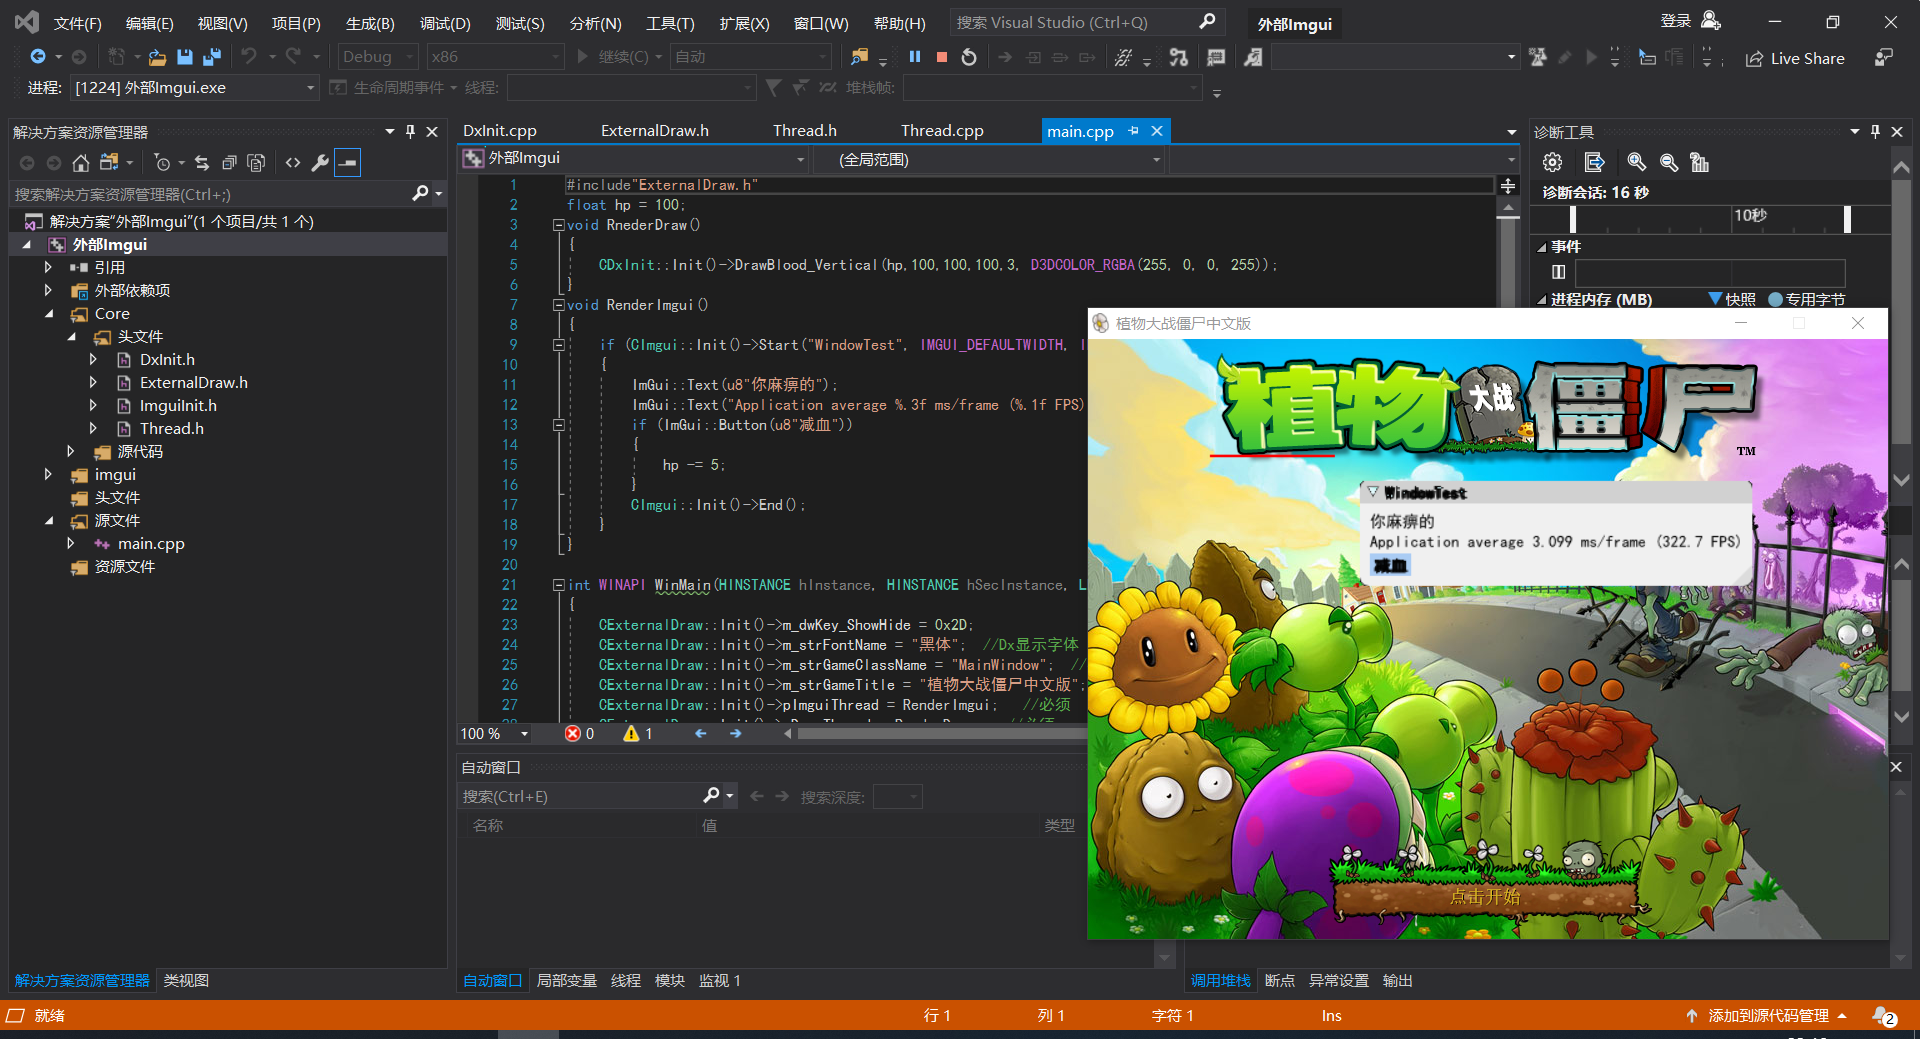 文件(F) 编辑(E) 视图(V) 项目(P) 生成(B) 调试(D) 测试(S) 分析(N) 工具(T) 扩展(X) 窗口(W) 帮助(H) 搜索 Visual Studio (Ctrl+Q) 外部Imgui 登录
Debug x86 继续(C) 自动 Live Share
进程: [1224] 外部Imgui.exe 生命周期事件 线程: 堆栈帧:
解决方案资源管理器
搜索解决方案资源管理器(Ctrl+;)
解决方案"外部Imgui"(1 个项目/共 1 个)
外部Imgui
引用
外部依赖项
Core
头文件
DxInit.h
ExternalDraw.h
ImguiInit.h
Thread.h
源代码
imgui
头文件
源文件
main.cpp
资源文件
解决方案资源管理器 类视图
DxInit.cpp ExternalDraw.h Thread.h Thread.cpp main.cpp
外部Imgui (全局范围)
1 #include"ExternalDraw.h"
2 float hp = 100;
3 void RnederDraw()
4 {
5 CDxInit::Init()->DrawBlood_Vertical(hp,100,100,100,3, D3DCOLOR_RGBA(255, 0, 0, 255));
6 }
7 void RenderImgui()
8 {
9 if (CImgui::Init()->Start("WindowTest", IMGUI_DEFAULTWIDTH, I
10 {
11 ImGui::Text(u8"你麻痹的");
12 ImGui::Text("Application average %.3f ms/frame (%.1f FPS)
13 if (ImGui::Button(u8"减血"))
14 {
15 hp -= 5;
16 }
17 CImgui::Init()->End();
18 }
19 }
20
21 int WINAPI WinMain(HINSTANCE hInstance, HINSTANCE hSecInstance, L
22 {
23 CExternalDraw::Init()->m_dwKey_ShowHide = 0x2D;
24 CExternalDraw::Init()->m_strFontName = "黑体"; //Dx显示字体
25 CExternalDraw::Init()->m_strGameClassName = "MainWindow"; //
26 CExternalDraw::Init()->m_strGameTitle = "植物大战僵尸中文版";
27 CExternalDraw::Init()->pImguiThread = RenderImgui; //必须
100 % 0 1
自动窗口
搜索(Ctrl+E) 搜索深度:
名称 值 类型
自动窗口 局部变量 线程 模块 监视 1
诊断工具
诊断会话: 16 秒
10秒
事件
进程内存 (MB) 快照 专用字节
植物大战僵尸中文版
植物大战僵尸
TM
WindowTest
你麻痹的
Application average 3.099 ms/frame (322.7 FPS)
减血
点击开始
调用堆栈 断点 异常设置 输出
就绪 行 1 列 1 字符 1 Ins 添加到源代码管理 2